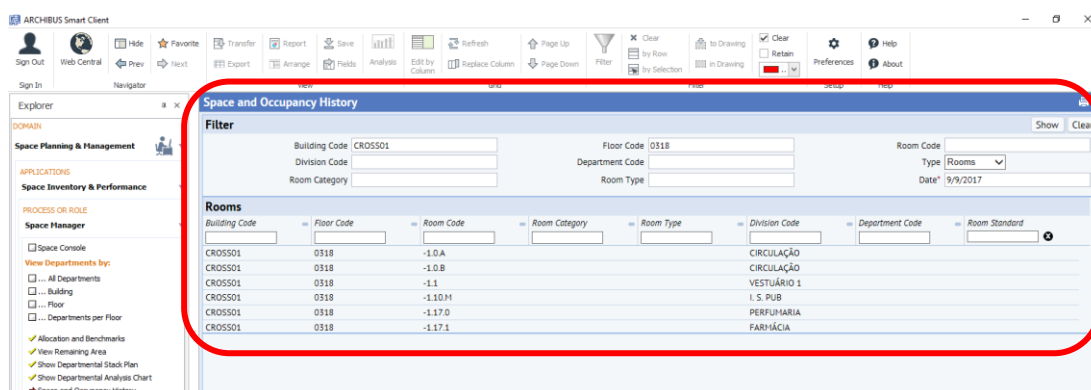 ARCHIBUS Smart Client
Hide Favorite Transfer Report Save Refresh Page Up Clear to Drawing Clear Help
by Row Retain
Sign Out Web Central Prev Next Export Arrange Fields Analysis Edit by Column Replace Column Page Down Filter by Selection in Drawing Preferences About
Sign In Navigator View Grid Filter Setup Help
Explorer
DOMAIN
Space Planning & Management
APPLICATIONS
Space Inventory & Performance
PROCESS OR ROLE
Space Manager
Space Console
View Departments by:
... All Departments
... Building
... Floor
... Departments per Floor
Allocation and Benchmarks
View Remaining Area
Show Departmental Stack Plan
Show Departmental Analysis Chart
Space and Occupancy History
Space and Occupancy History
Filter Show Clear
Building Code CROSS01 Floor Code 0318 Room Code
Division Code Department Code Type Rooms
Room Category Room Type Date* 9/9/2017
Rooms
Building Code Floor Code Room Code Room Category Room Type Division Code Department Code Room Standard
CROSS01 0318 -1.0.A CIRCULAÇÃO
CROSS01 0318 -1.0.B CIRCULAÇÃO
CROSS01 0318 -1.1 VESTUÁRIO 1
CROSS01 0318 -1.10.M I. S. PUB
CROSS01 0318 -1.17.0 PERFUMARIA
CROSS01 0318 -1.17.1 FARMÁCIA